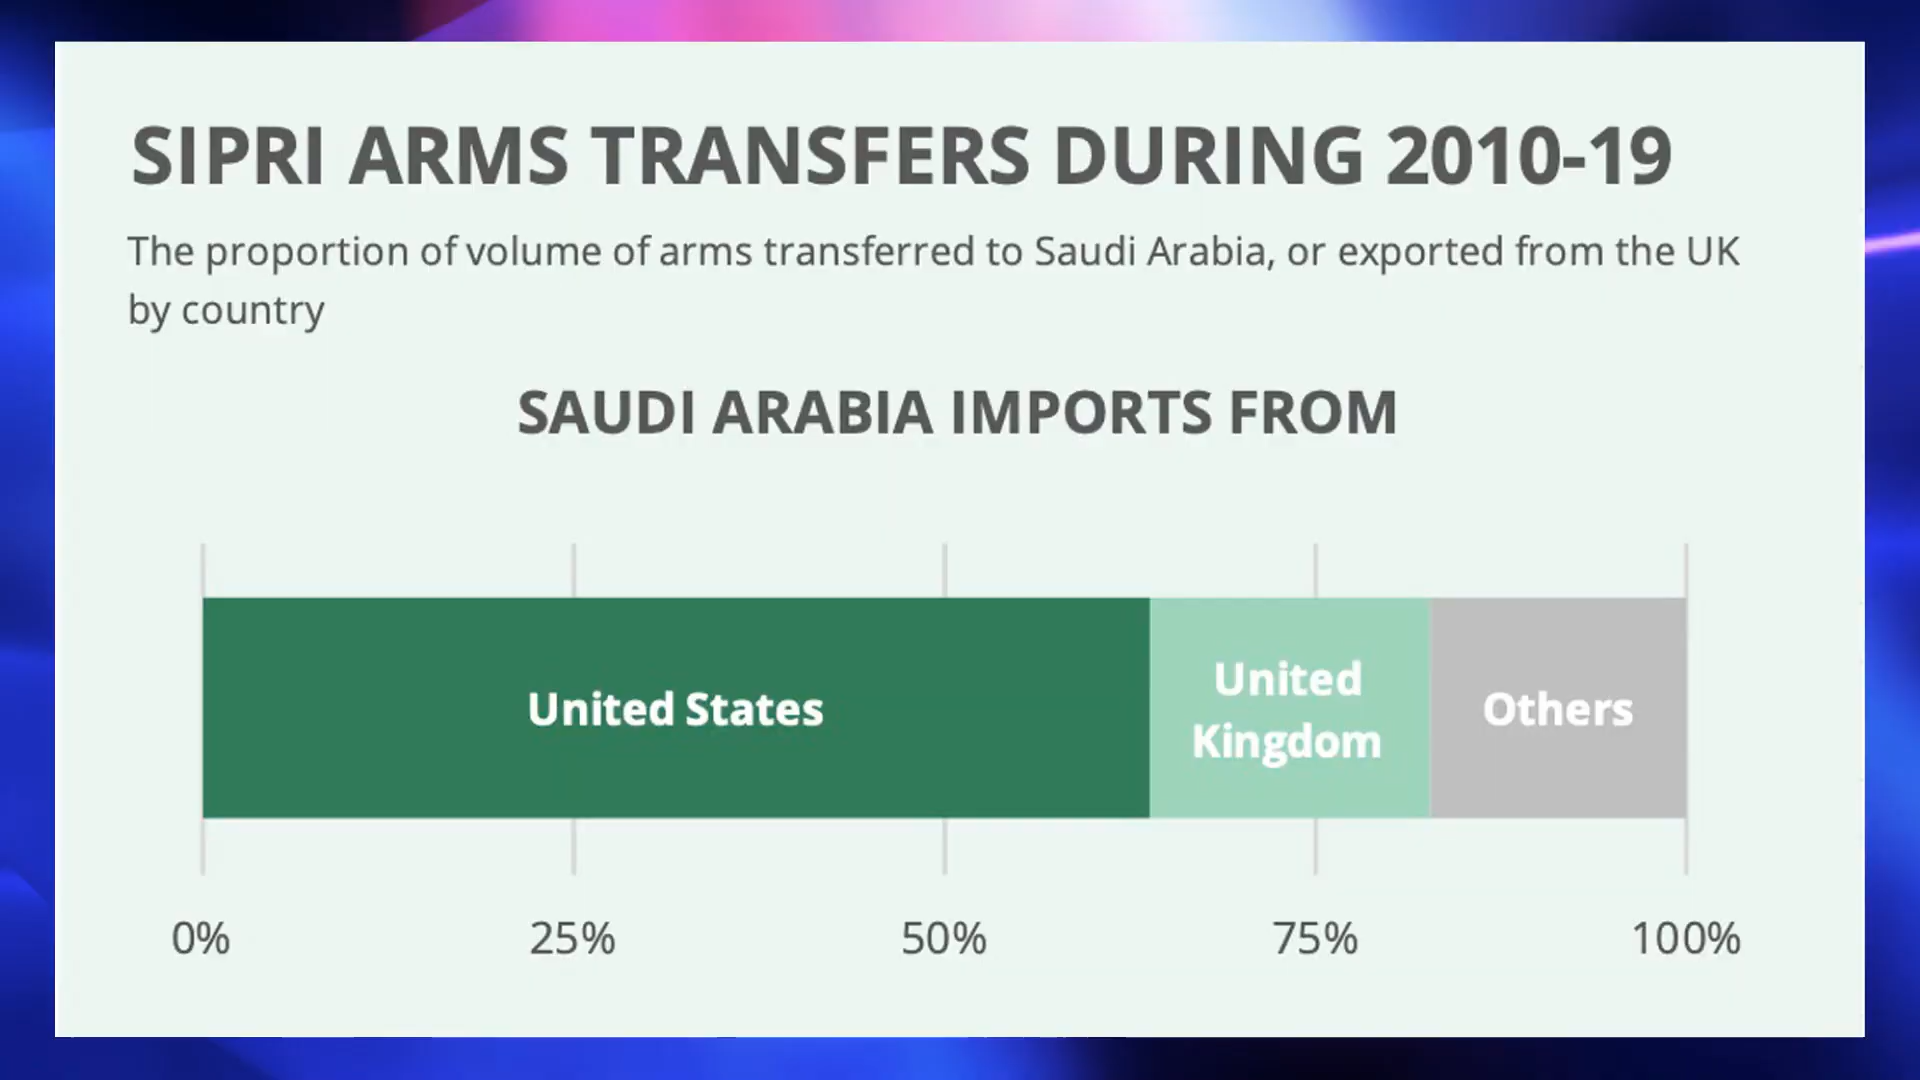 SIPRI ARMS TRANSFERS DURING 2010-19
The proportion of volume of arms transferred to Saudi Arabia, or exported from the UK
by country
SAUDI ARABIA IMPORTS FROM
United States
United
Kingdom
Others
0%
25%
50%
75%
100%